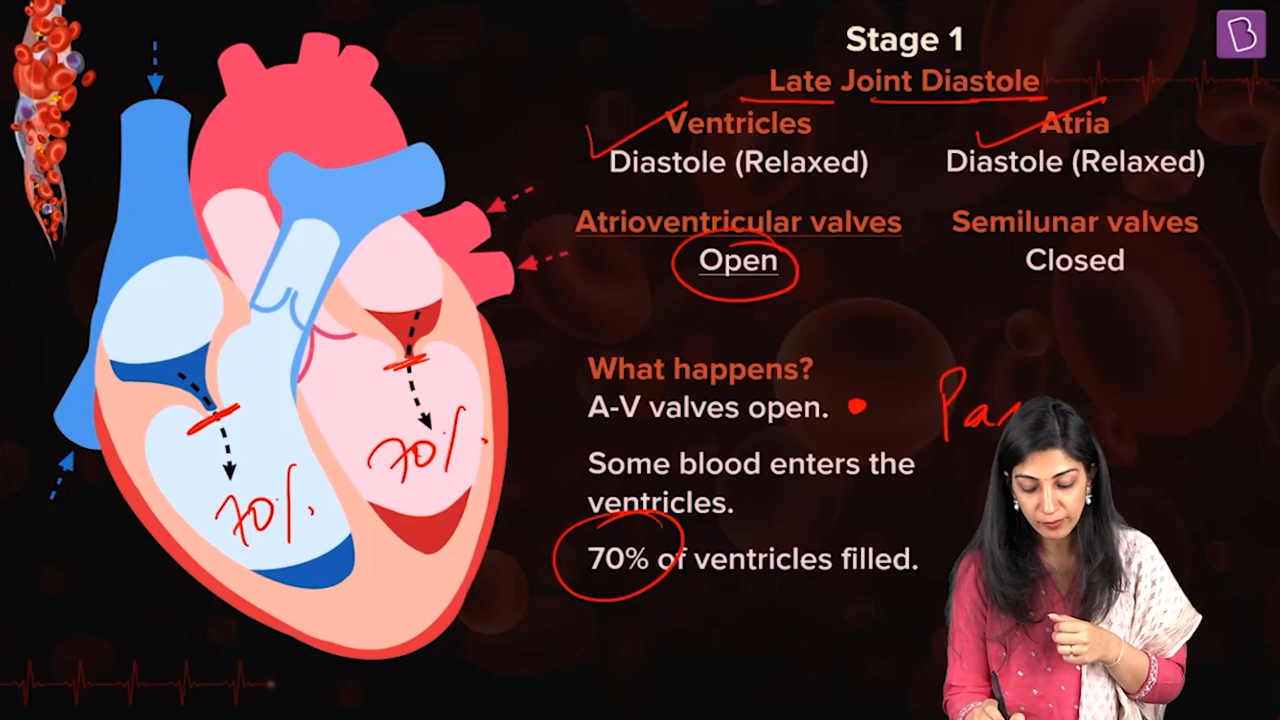 Stage 1
Late Joint Diastole
Ventricles
Diastole (Relaxed)
Atria
Diastole (Relaxed)
Atrioventricular valves
Open
Semilunar valves
Closed
What happens?
A-V valves open.
Some blood enters the
ventricles.
70% of ventricles filled.
70%.
70%.
B